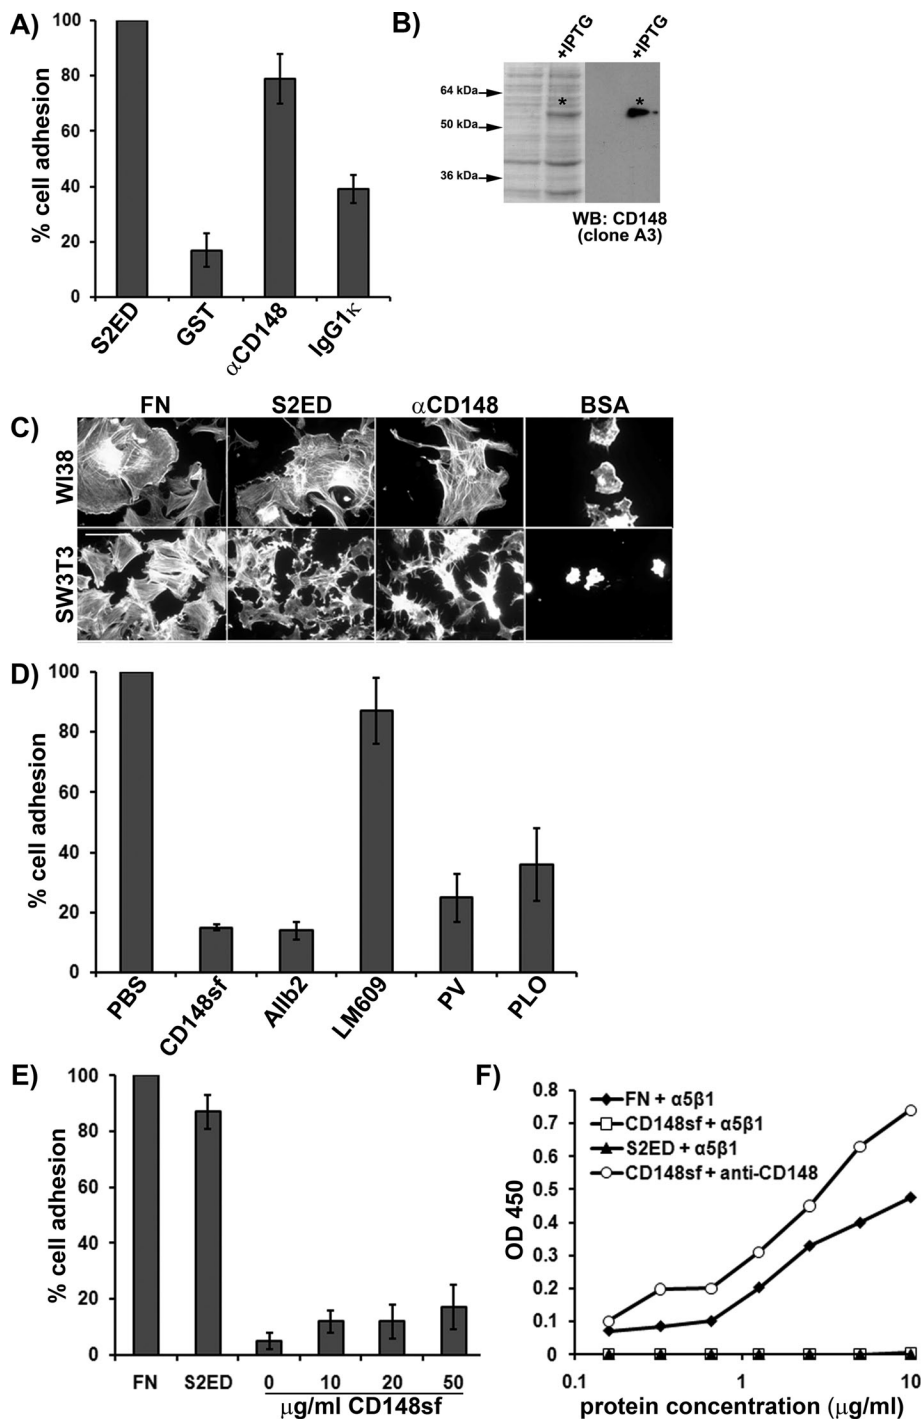 A)
% cell adhesion
100
80
60
40
20
0
S2ED
GST
αCD148
IgG1κ
B)
+IPTG
+IPTG
64 kDa
50 kDa
36 kDa
*
*
WB: CD148
(clone A3)
C)
FN
S2ED
αCD148
BSA
WI38
SW3T3
D)
% cell adhesion
100
80
60
40
20
0
PBS
CD148sf
AIIb2
LM609
PV
PLO
E)
% cell adhesion
100
80
60
40
20
0
FN
S2ED
0
10
20
50
μg/ml CD148sf
F)
OD 450
0.8
0.7
0.6
0.5
0.4
0.3
0.2
0.1
0
FN + α5β1
CD148sf + α5β1
S2ED + α5β1
CD148sf + anti-CD148
0.1
1
10
protein concentration (μg/ml)